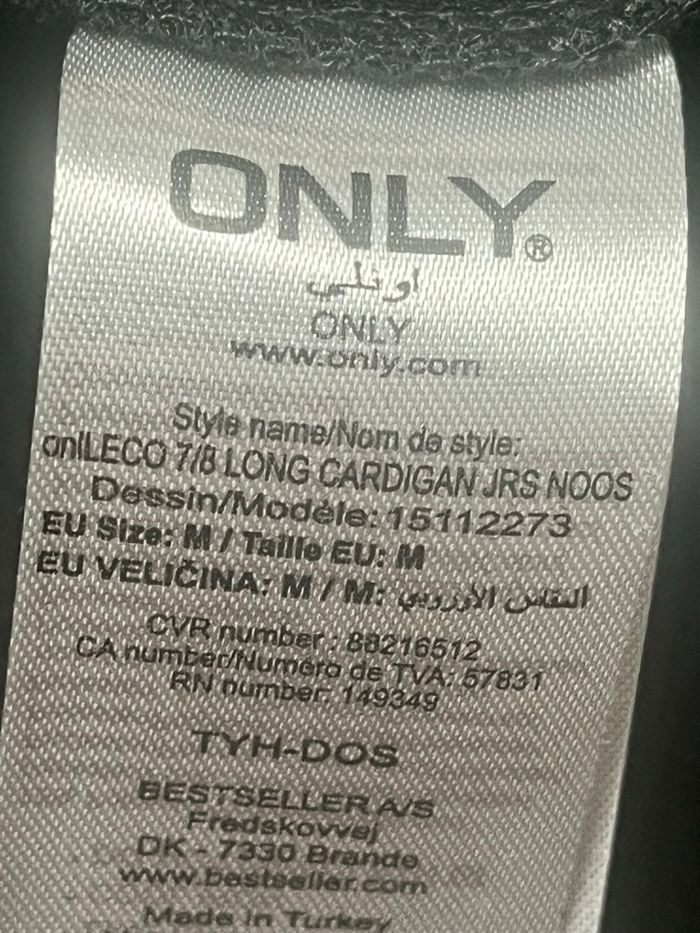 ONLY®
اونلي
ONLY
www.only.com
Style name/Nom de style:
onlLECO 7/8 LONG CARDIGAN JRS NOOS
Dessin/Modèle: 15112273
EU Size: M / Taille EU: M
EU VELIČINA: M / M: المقاس الأوروبي
CVR number : 88216512
CA number/Numéro de TVA: 57831
RN number: 149349
TYH-DOS
BESTSELLER A/S
Fredskovvej
DK - 7330 Brande
www.bestseller.com
Made in Turkey